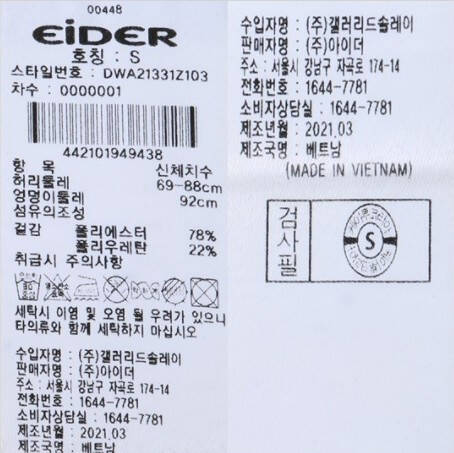 00448
EIDER
호칭 : S
스타일번호 : DWA21331Z103
차수 : 0000001
442101949438
항 목 신체치수
허리둘레 69-88cm
엉덩이둘레 92cm
섬유의조성
겉감 폴리에스터 78%
폴리우레탄 22%
취급시 주의사항
세탁시 이염 및 오염 될 우려가 있으니
타의류와 함께 세탁하지 마십시오
수입자명 : (주)갤러리드솔레이
판매자명 : (주)아이더
주소 : 서울시 강남구 자곡로 174-14
전화번호 : 1644-7781
소비자상담실 : 1644-7781
제조년월 : 2021.03
제조국명 : 베트남
수입자명 : (주)갤러리드솔레이
판매자명 : (주)아이더
주소 : 서울시 강남구 자곡로 174-14
전화번호 : 1644-7781
소비자상담실 : 1644-7781
제조년월 : 2021.03
제조국명 : 베트남
(MADE IN VIETNAM)
검사필
S